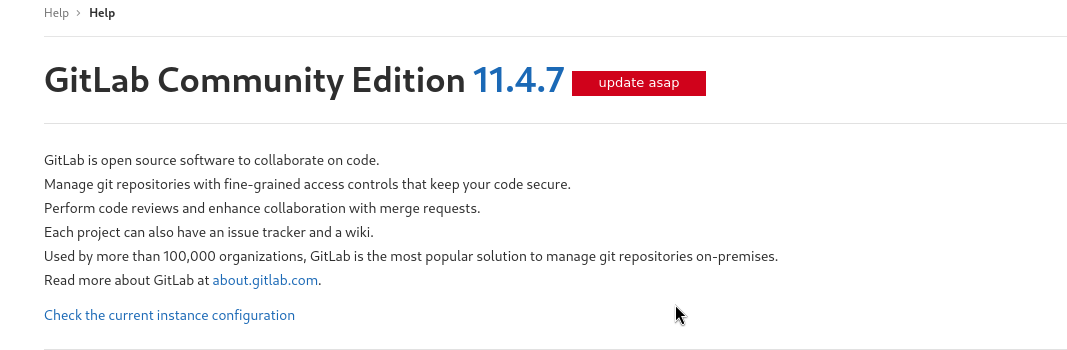 Help › Help
GitLab Community Edition 11.4.7 update asap
GitLab is open source software to collaborate on code.
Manage git repositories with fine-grained access controls that keep your code secure.
Perform code reviews and enhance collaboration with merge requests.
Each project can also have an issue tracker and a wiki.
Used by more than 100,000 organizations, GitLab is the most popular solution to manage git repositories on-premises.
Read more about GitLab at about.gitlab.com.
Check the current instance configuration